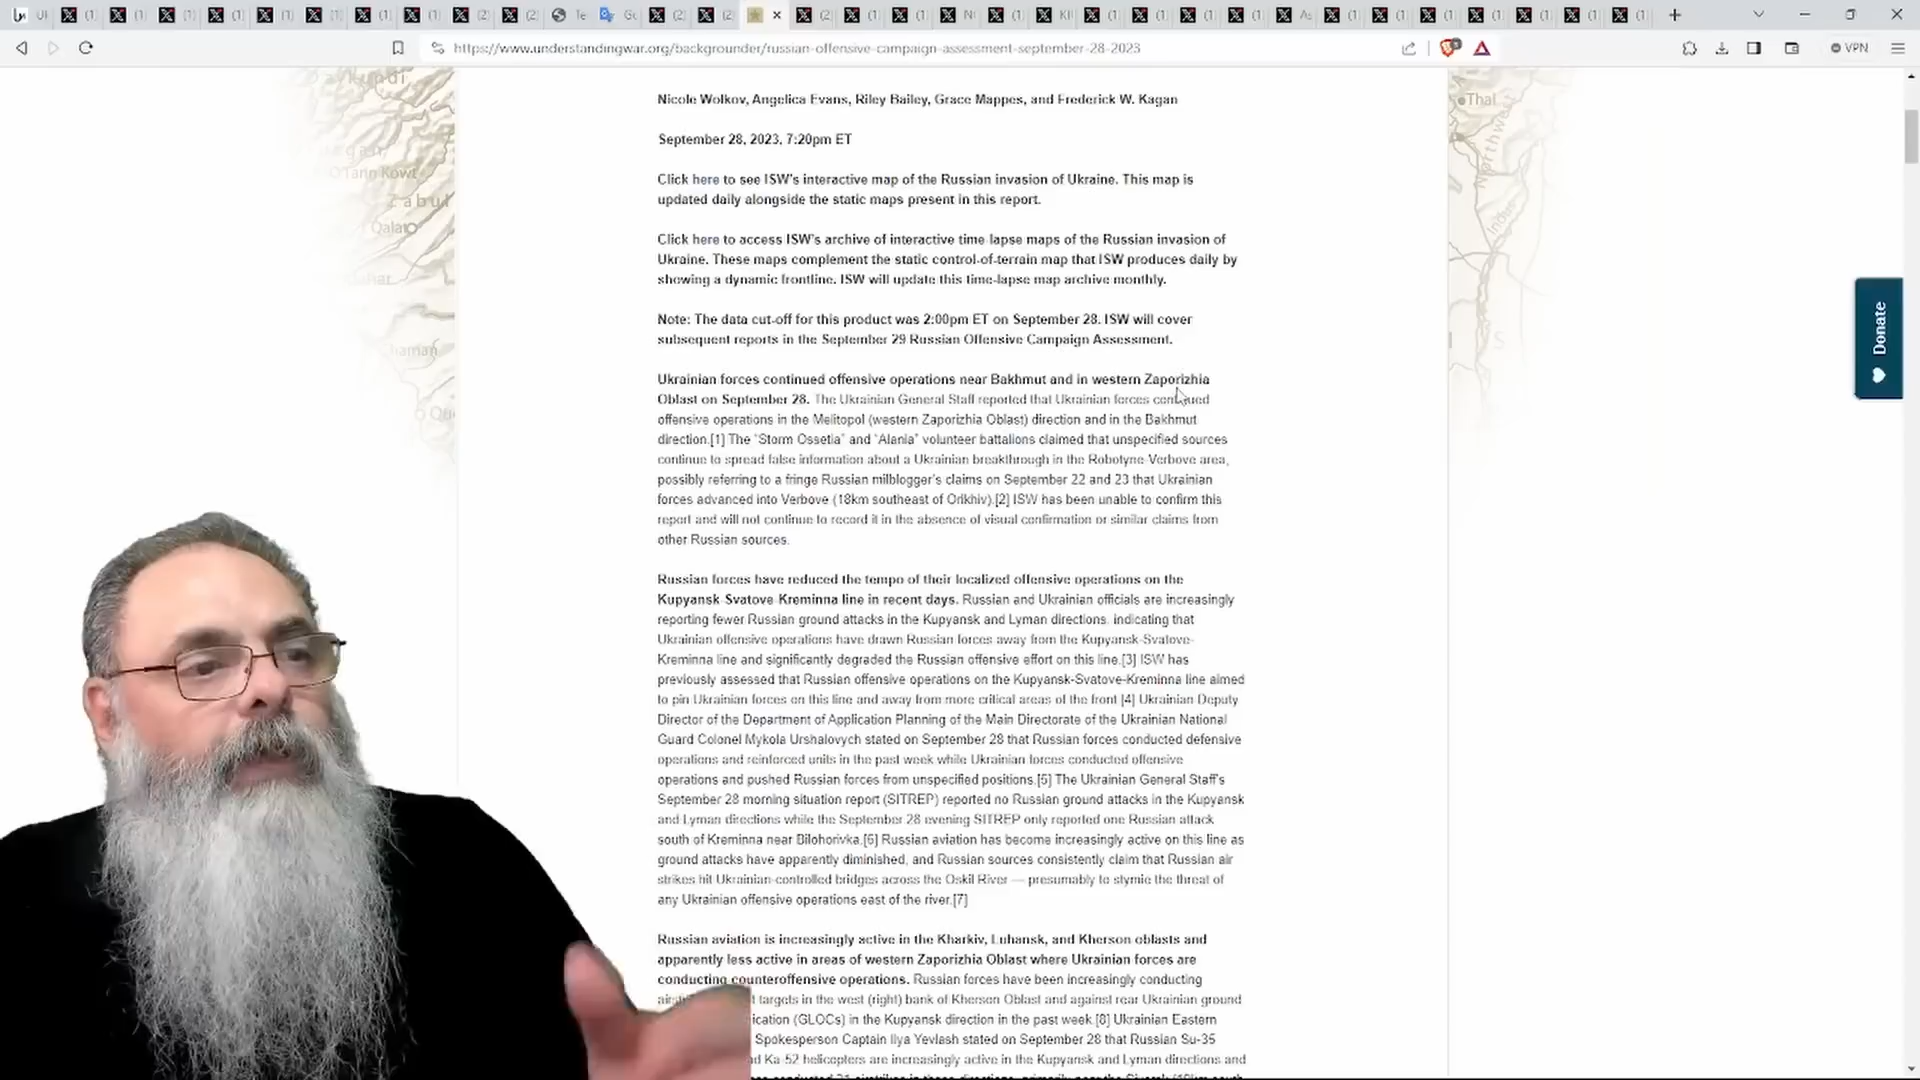 https://www.understandingwar.org/backgrounder/russian-offensive-campaign-assessment-september-28-2023
VPN
Nicole Wolkov, Angelica Evans, Riley Bailey, Grace Mappes, and Frederick W. Kagan
September 28, 2023, 7:20pm ET
Click here to see ISW's interactive map of the Russian invasion of Ukraine. This map is
updated daily alongside the static maps present in this report.
Click here to access ISW's archive of interactive time-lapse maps of the Russian invasion of
Ukraine. These maps complement the static control-of-terrain map that ISW produces daily by
showing a dynamic frontline. ISW will update this time-lapse map archive monthly.
Note: The data cut-off for this product was 2:00pm ET on September 28. ISW will cover
subsequent reports in the September 29 Russian Offensive Campaign Assessment.
Ukrainian forces continued offensive operations near Bakhmut and in western Zaporizhia
Oblast on September 28. The Ukrainian General Staff reported that Ukrainian forces continued
offensive operations in the Melitopol (western Zaporizhia Oblast) direction and in the Bakhmut
direction.[1] The "Storm Ossetia" and "Alania" volunteer battalions claimed that unspecified sources
continue to spread false information about a Ukrainian breakthrough in the Robotyne-Verbove area,
possibly referring to a fringe Russian milblogger's claims on September 22 and 23 that Ukrainian
forces advanced into Verbove (18km southeast of Orikhiv).[2] ISW has been unable to confirm this
report and will not continue to record it in the absence of visual confirmation or similar claims from
other Russian sources.
Russian forces have reduced the tempo of their localized offensive operations on the
Kupyansk-Svatove-Kreminna line in recent days. Russian and Ukrainian officials are increasingly
reporting fewer Russian ground attacks in the Kupyansk and Lyman directions, indicating that
Ukrainian offensive operations have drawn Russian forces away from the Kupyansk-Svatove-
Kreminna line and significantly degraded the Russian offensive effort on this line.[3] ISW has
previously assessed that Russian offensive operations on the Kupyansk-Svatove-Kreminna line aimed
to pin Ukrainian forces on this line and away from more critical areas of the front.[4] Ukrainian Deputy
Director of the Department of Application Planning of the Main Directorate of the Ukrainian National
Guard Colonel Mykola Urshalovych stated on September 28 that Russian forces conducted defensive
operations and reinforced units in the past week while Ukrainian forces conducted offensive
operations and pushed Russian forces from unspecified positions.[5] The Ukrainian General Staff's
September 28 morning situation report (SITREP) reported no Russian ground attacks in the Kupyansk
and Lyman directions while the September 28 evening SITREP only reported one Russian attack
south of Kreminna near Bilohorivka.[6] Russian aviation has become increasingly active on this line as
ground attacks have apparently diminished, and Russian sources consistently claim that Russian air
strikes hit Ukrainian-controlled bridges across the Oskil River — presumably to stymie the threat of
any Ukrainian offensive operations east of the river.[7]
Russian aviation is increasingly active in the Kharkiv, Luhansk, and Kherson oblasts and
apparently less active in areas of western Zaporizhia Oblast where Ukrainian forces are
conducting counteroffensive operations. Russian forces have been increasingly conducting
targets in the west (right) bank of Kherson Oblast and against rear Ukrainian ground
(GLOCs) in the Kupyansk direction in the past week.[8] Ukrainian Eastern
Spokesperson Captain Ilya Yevlash stated on September 28 that Russian Su-35
Ka-52 helicopters are increasingly active in the Kupyansk and Lyman directions and
Donate
Thal
Northwest
Indus
O Tarin Kowt
Zabul
Qalat
Chaman